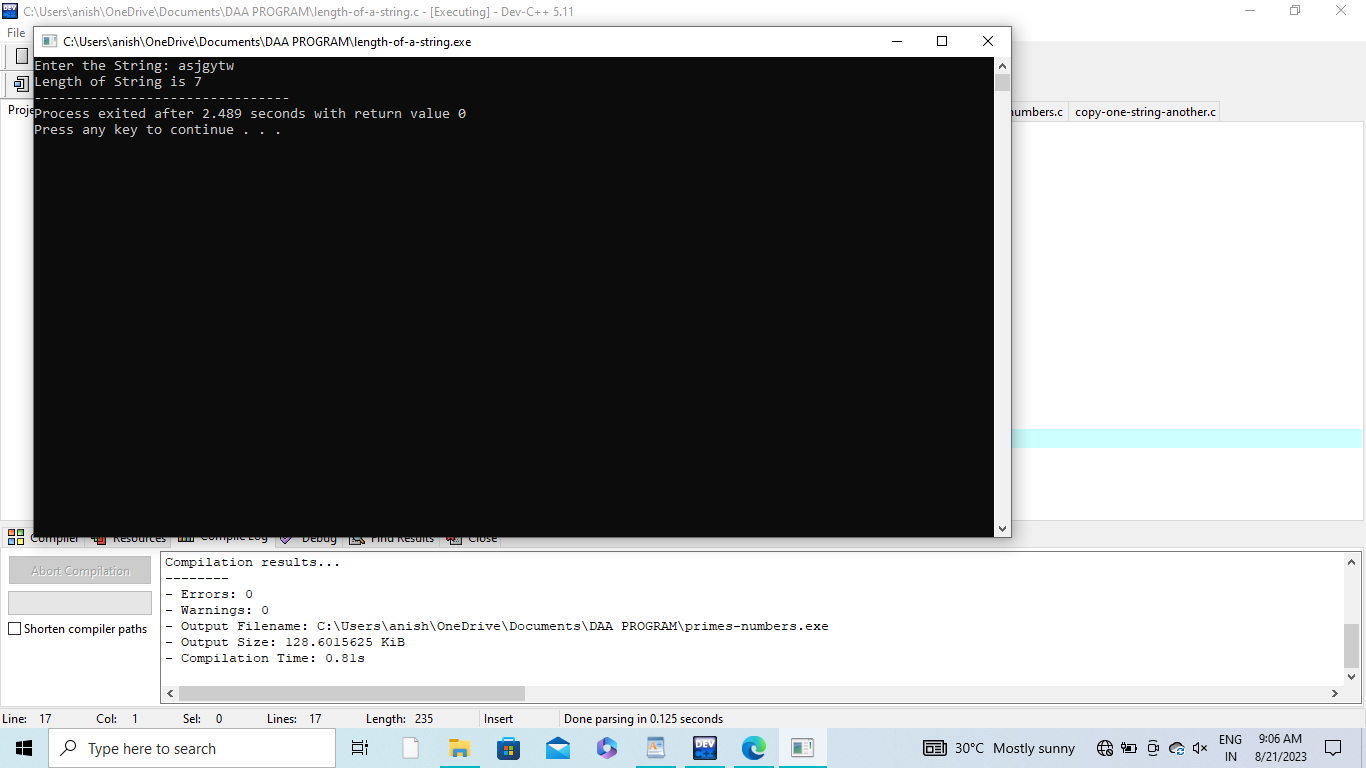 C:\Users\anish\OneDrive\Documents\DAA PROGRAM\length-of-a-string.c - [Executing] - Dev-C++ 5.11
File
C:\Users\anish\OneDrive\Documents\DAA PROGRAM\length-of-a-string.exe
Enter the String: asjgytw
Length of String is 7
--------------------------------
Process exited after 2.489 seconds with return value 0
Press any key to continue . . .
Proje
umbers.c copy-one-string-another.c
Compiler Resources Compile Log Debug Find Results Close
Abort Compilation
Shorten compiler paths
Compilation results...
--------
- Errors: 0
- Warnings: 0
- Output Filename: C:\Users\anish\OneDrive\Documents\DAA PROGRAM\primes-numbers.exe
- Output Size: 128.6015625 KiB
- Compilation Time: 0.81s
Line: 17 Col: 1 Sel: 0 Lines: 17 Length: 235 Insert Done parsing in 0.125 seconds
Type here to search
DEV
30°C Mostly sunny
ENG
IN
9:06 AM
8/21/2023